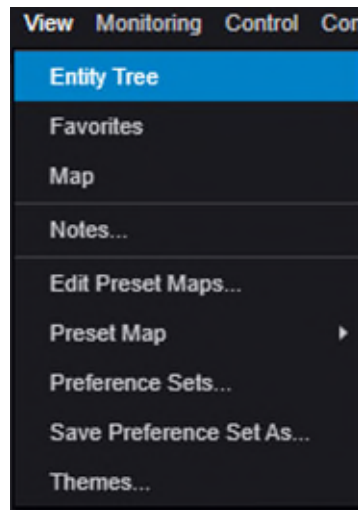 View Monitoring Control
Entity Tree
Favorites
Map
Notes...
Edit Preset Maps...
Preset Map
Preference Sets...
Save Preference Set As...
Themes...